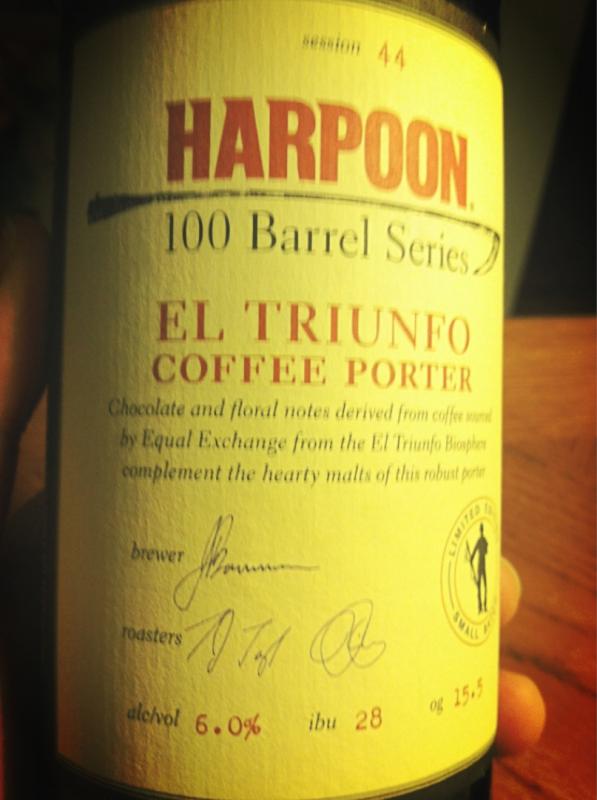 session 44
HARPOON
100 Barrel Series
EL TRIUNFO
COFFEE PORTER
Chocolate and floral notes derived from coffee sourced
by Equal Exchange from the El Triunfo Biosphere
complement the hearty malts of this robust porter
brewer
roasters
LIMITED
SMALL
alc/vol 6.0% ibu 28 og 15.5